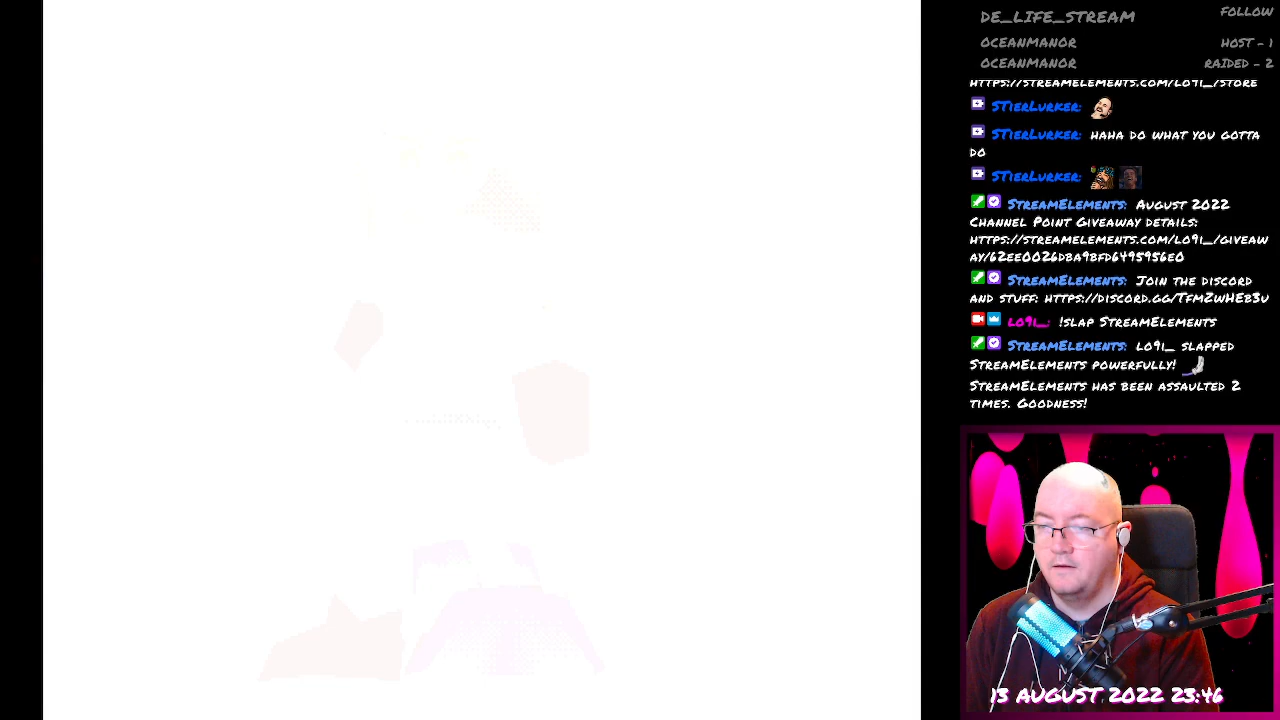 DE_LIFE_STREAM FOLLOW
OCEANMANOR HOST - 1
OCEANMANOR RAIDED - 2
HTTPS://STREAMELEMENTS.COM/LO9I_/STORE
STIERLURKER:
STIERLURKER: HAHA DO WHAT YOU GOTTA
DO
STIERLURKER:
STREAMELEMENTS: AUGUST 2022
CHANNEL POINT GIVEAWAY DETAILS:
HTTPS://STREAMELEMENTS.COM/LO9I_/GIVEAW
AY/62EE0026DBA9BFD6495956E0
STREAMELEMENTS: JOIN THE DISCORD
AND STUFF: HTTPS://DISCORD.GG/TFMZWHE83U
LO9I_: !SLAP STREAMELEMENTS
STREAMELEMENTS: LO9I_ SLAPPED
STREAMELEMENTS POWERFULLY!
STREAMELEMENTS HAS BEEN ASSAULTED 2
TIMES. GOODNESS!
13 AUGUST 2022 23:46